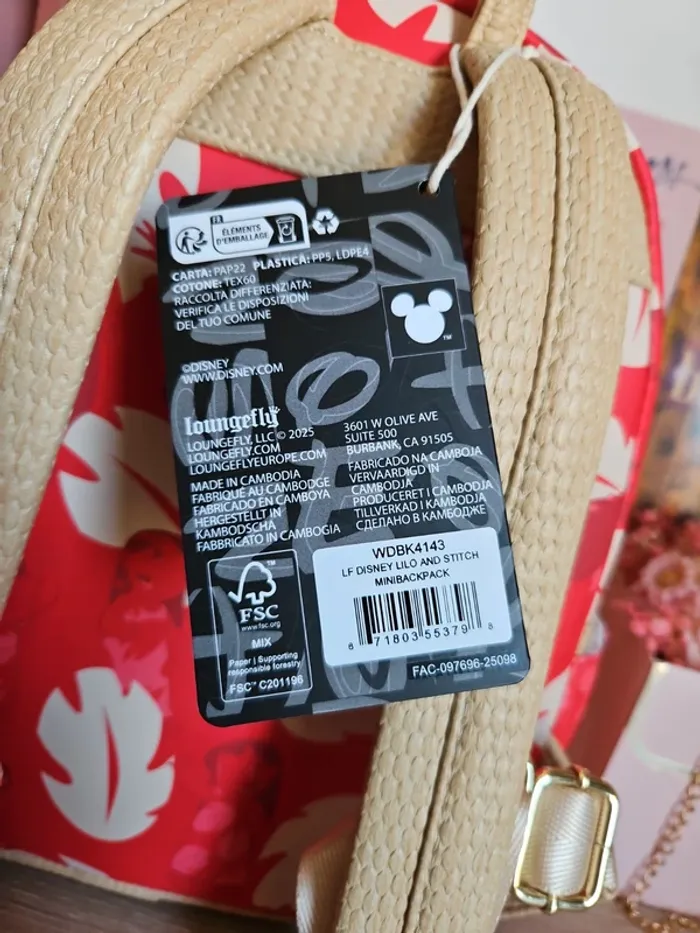 FR
ÉLÉMENTS
D'EMBALLAGE
CARTA: PAP22 PLASTICA: PP5, LDPE4
COTONE: TEX60
RACCOLTA DIFFERENZIATA:
VERIFICA LE DISPOSIZIONI
DEL TUO COMUNE
©DISNEY
WWW.DISNEY.COM
TM
loungefly
LOUNGEFLY, LLC © 2025
LOUNGEFLY.COM
LOUNGEFLYEUROPE.COM
3601 W OLIVE AVE
SUITE 500
BURBANK, CA 91505
MADE IN CAMBODIA
FABRIQUÉ AU CAMBODGE
FABRICADO EN CAMBOYA
HERGESTELLT IN
KAMBODSCHA
FABBRICATO IN CAMBOGIA
FABRICADO NA CAMBOJA
VERVAARDIGD IN
CAMBODJA
PRODUCERET I CAMBODJA
TILLVERKAD I KAMBODJA
СДЕЛАНО В КАМБОДЖЕ
FSC
www.fsc.org
MIX
Paper | Supporting
responsible forestry
FSC™ C201196
WDBK4143
LF DISNEY LILO AND STITCH
MINIBACKPACK
6 71803 55379 8
FAC-097696-25098